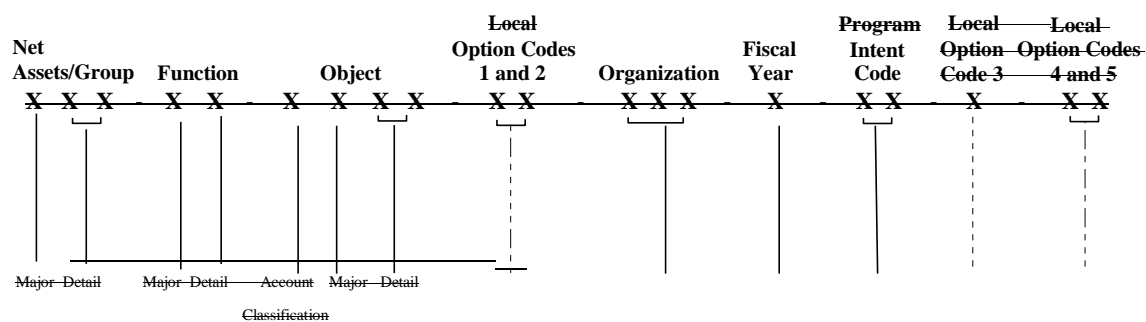 Local Program Local Local
Net Option Codes Fiscal Intent Option Option Codes
Assets/Group Function Object 1 and 2 Organization Year Code Code 3 4 and 5
X X X - X X - X X X X - X X - X X X - X - X X - X - X X
Major Detail Major Detail Account Major Detail
Classification